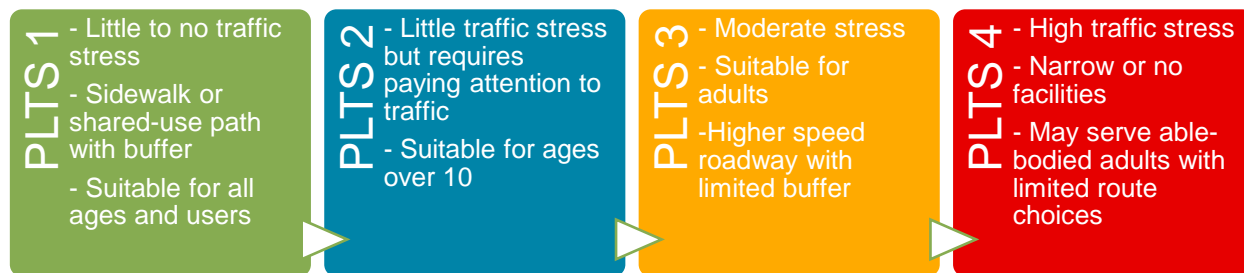 PLTS 1
- Little to no traffic
stress
- Sidewalk or
shared-use path
with buffer
- Suitable for all
ages and users
PLTS 2
- Little traffic stress
but requires
paying attention to
traffic
- Suitable for ages
over 10
PLTS 3
- Moderate stress
- Suitable for
adults
-Higher speed
roadway with
limited buffer
PLTS 4
- High traffic stress
- Narrow or no
facilities
- May serve able-
bodied adults with
limited route
choices